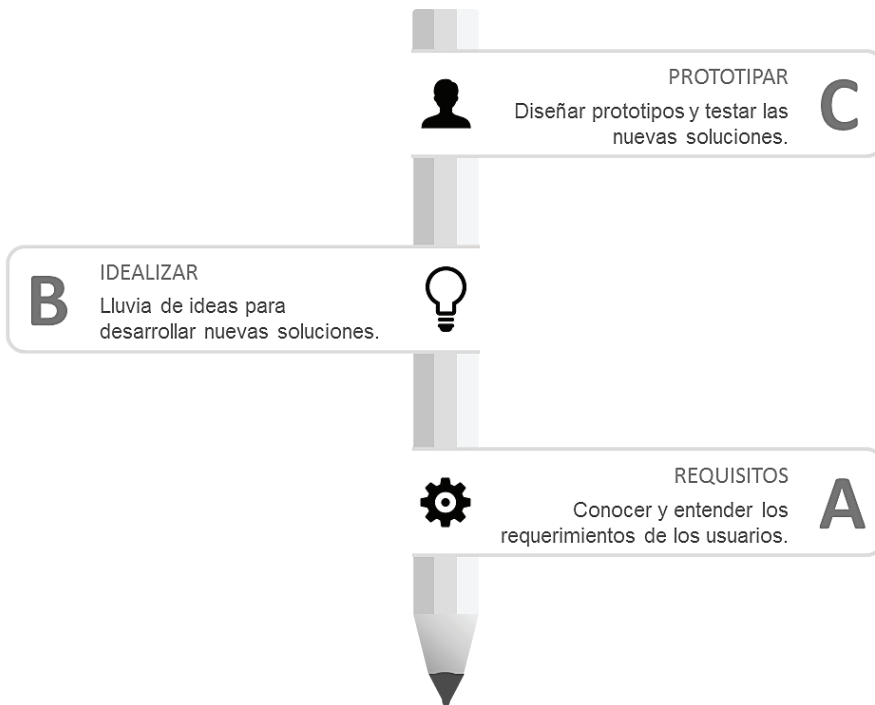 PROTOTIPAR
Diseñar prototipos y testar las
nuevas soluciones.
C
B
IDEALIZAR
Lluvia de ideas para
desarrollar nuevas soluciones.
REQUISITOS
Conocer y entender los
requerimientos de los usuarios.
A